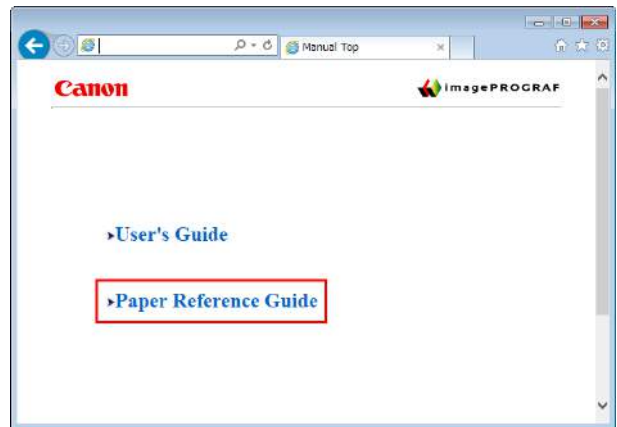 Manual Top
Canon
imagePROGRAF
User's Guide
Paper Reference Guide